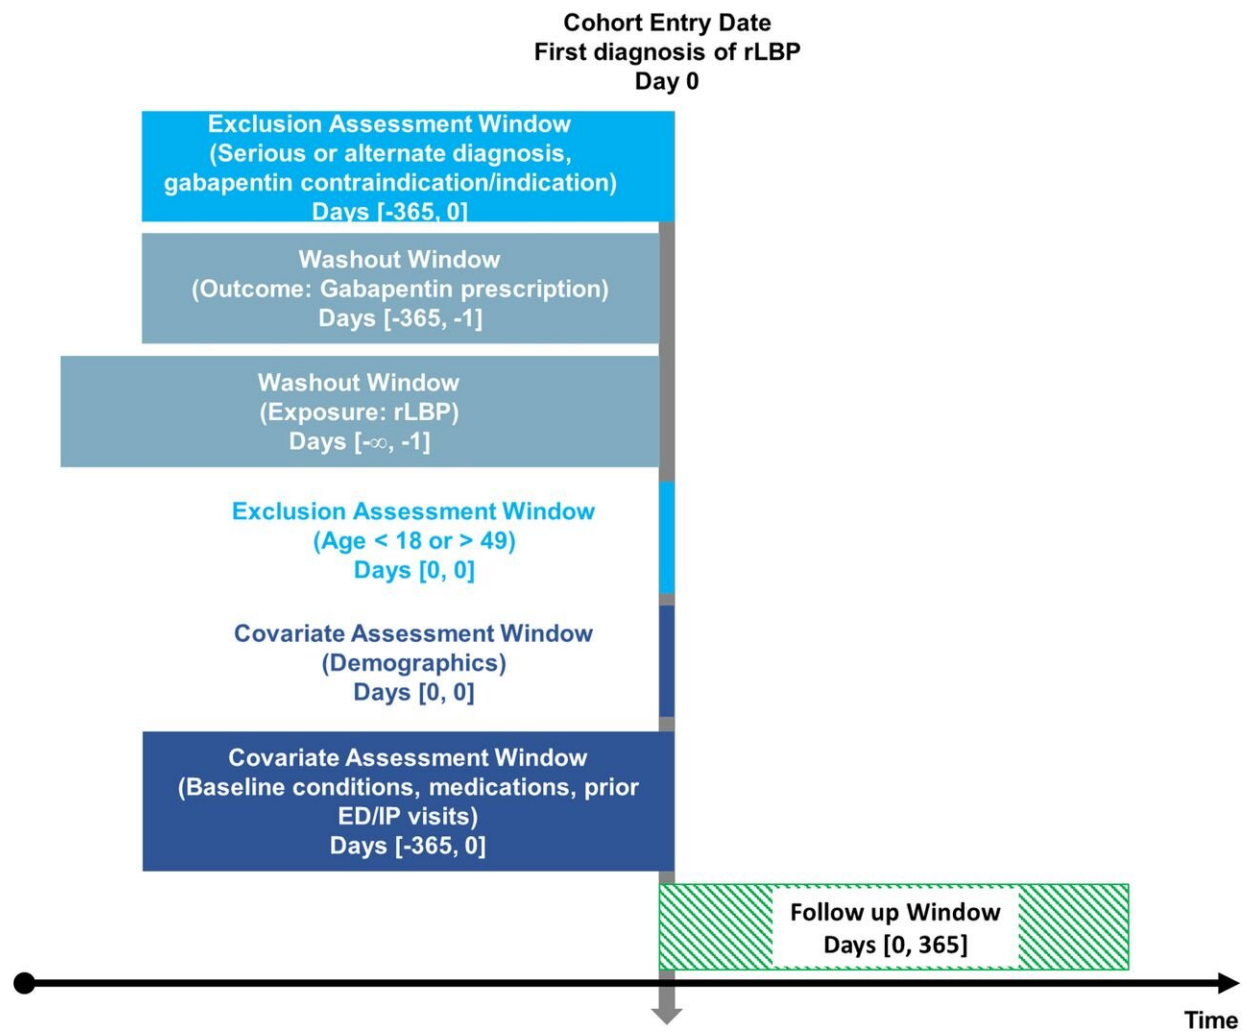 Cohort Entry Date
First diagnosis of rLBP
Day 0
Exclusion Assessment Window
(Serious or alternate diagnosis,
gabapentin contraindication/indication)
Days [-365, 0]
Washout Window
(Outcome: Gabapentin prescription)
Days [-365, -1]
Washout Window
(Exposure: rLBP)
Days [-∞, -1]
Exclusion Assessment Window
(Age < 18 or > 49)
Days [0, 0]
Covariate Assessment Window
(Demographics)
Days [0, 0]
Covariate Assessment Window
(Baseline conditions, medications, prior
ED/IP visits)
Days [-365, 0]
Follow up Window
Days [0, 365]
Time